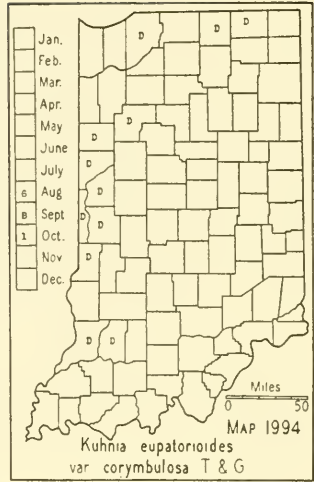 Jan.
Feb.
Mar.
Apr.
May
June
July
6 Aug
8 Sept
1 Oct.
Nov
Dec.
D
D
D
D
D
D
D
D
D
D
D
D
Miles
0 50
MAP 1994
Kuhnia eupatorioides
var corymbulosa T & G